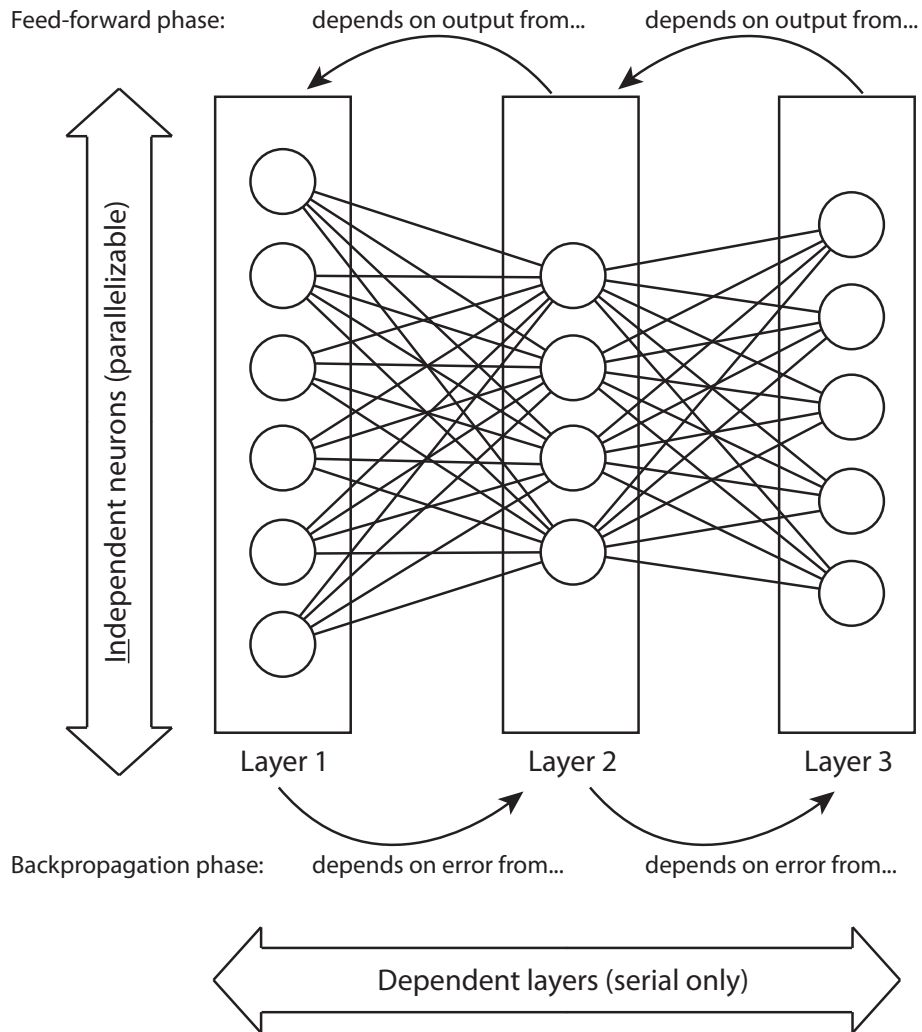 Feed-forward phase:
depends on output from...
depends on output from...
Independent neurons (parallelizable)
Layer 1
Layer 2
Layer 3
Backpropagation phase:
depends on error from...
depends on error from...
Dependent layers (serial only)